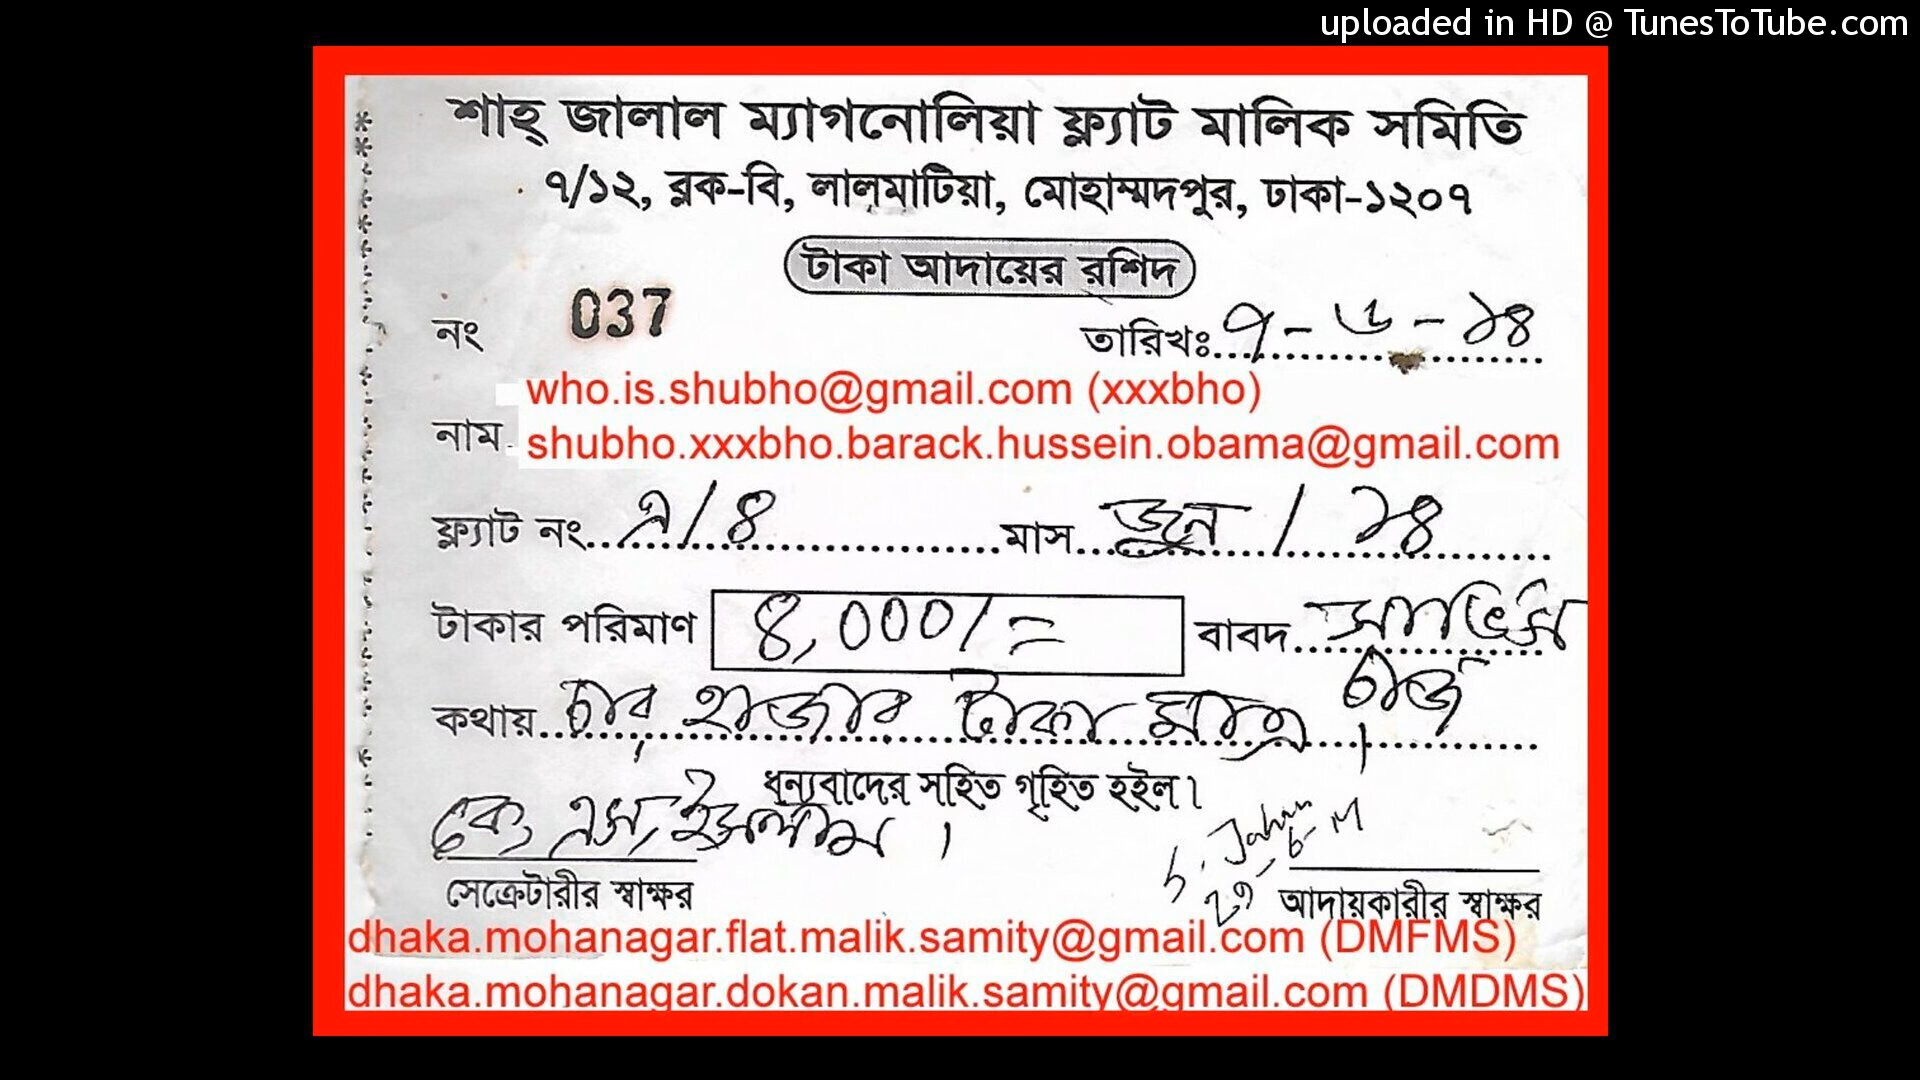 uploaded in HD @ TunesToTube.com
শাহ্ জালাল ম্যাগনোলিয়া ফ্ল্যাট মালিক সমিতি
৭/১২, ব্লক-বি, লালমাটিয়া, মোহাম্মদপুর, ঢাকা-১২০৭
টাকা আদায়ের রশিদ
নং 037 তারিখঃ ৭-৬-১৪
who.is.shubho@gmail.com (xxxbho)
নাম shubho.xxxbho.barack.hussein.obama@gmail.com
ফ্ল্যাট নং এ/৪ মাস জুন/১৪
টাকার পরিমাণ ৪,০০০/= বাবদ সার্ভিস চার্জ
কথায় চার হাজার টাকা মাত্র।
ধন্যবাদের সহিত গৃহিত হইল।
কে, এস, ইসলাম।
সেক্রেটারীর স্বাক্ষর আদায়কারীর স্বাক্ষর
dhaka.mohanagar.flat.malik.samity@gmail.com (DMFMS)
dhaka.mohanagar.dokan.malik.samity@gmail.com (DMDMS)